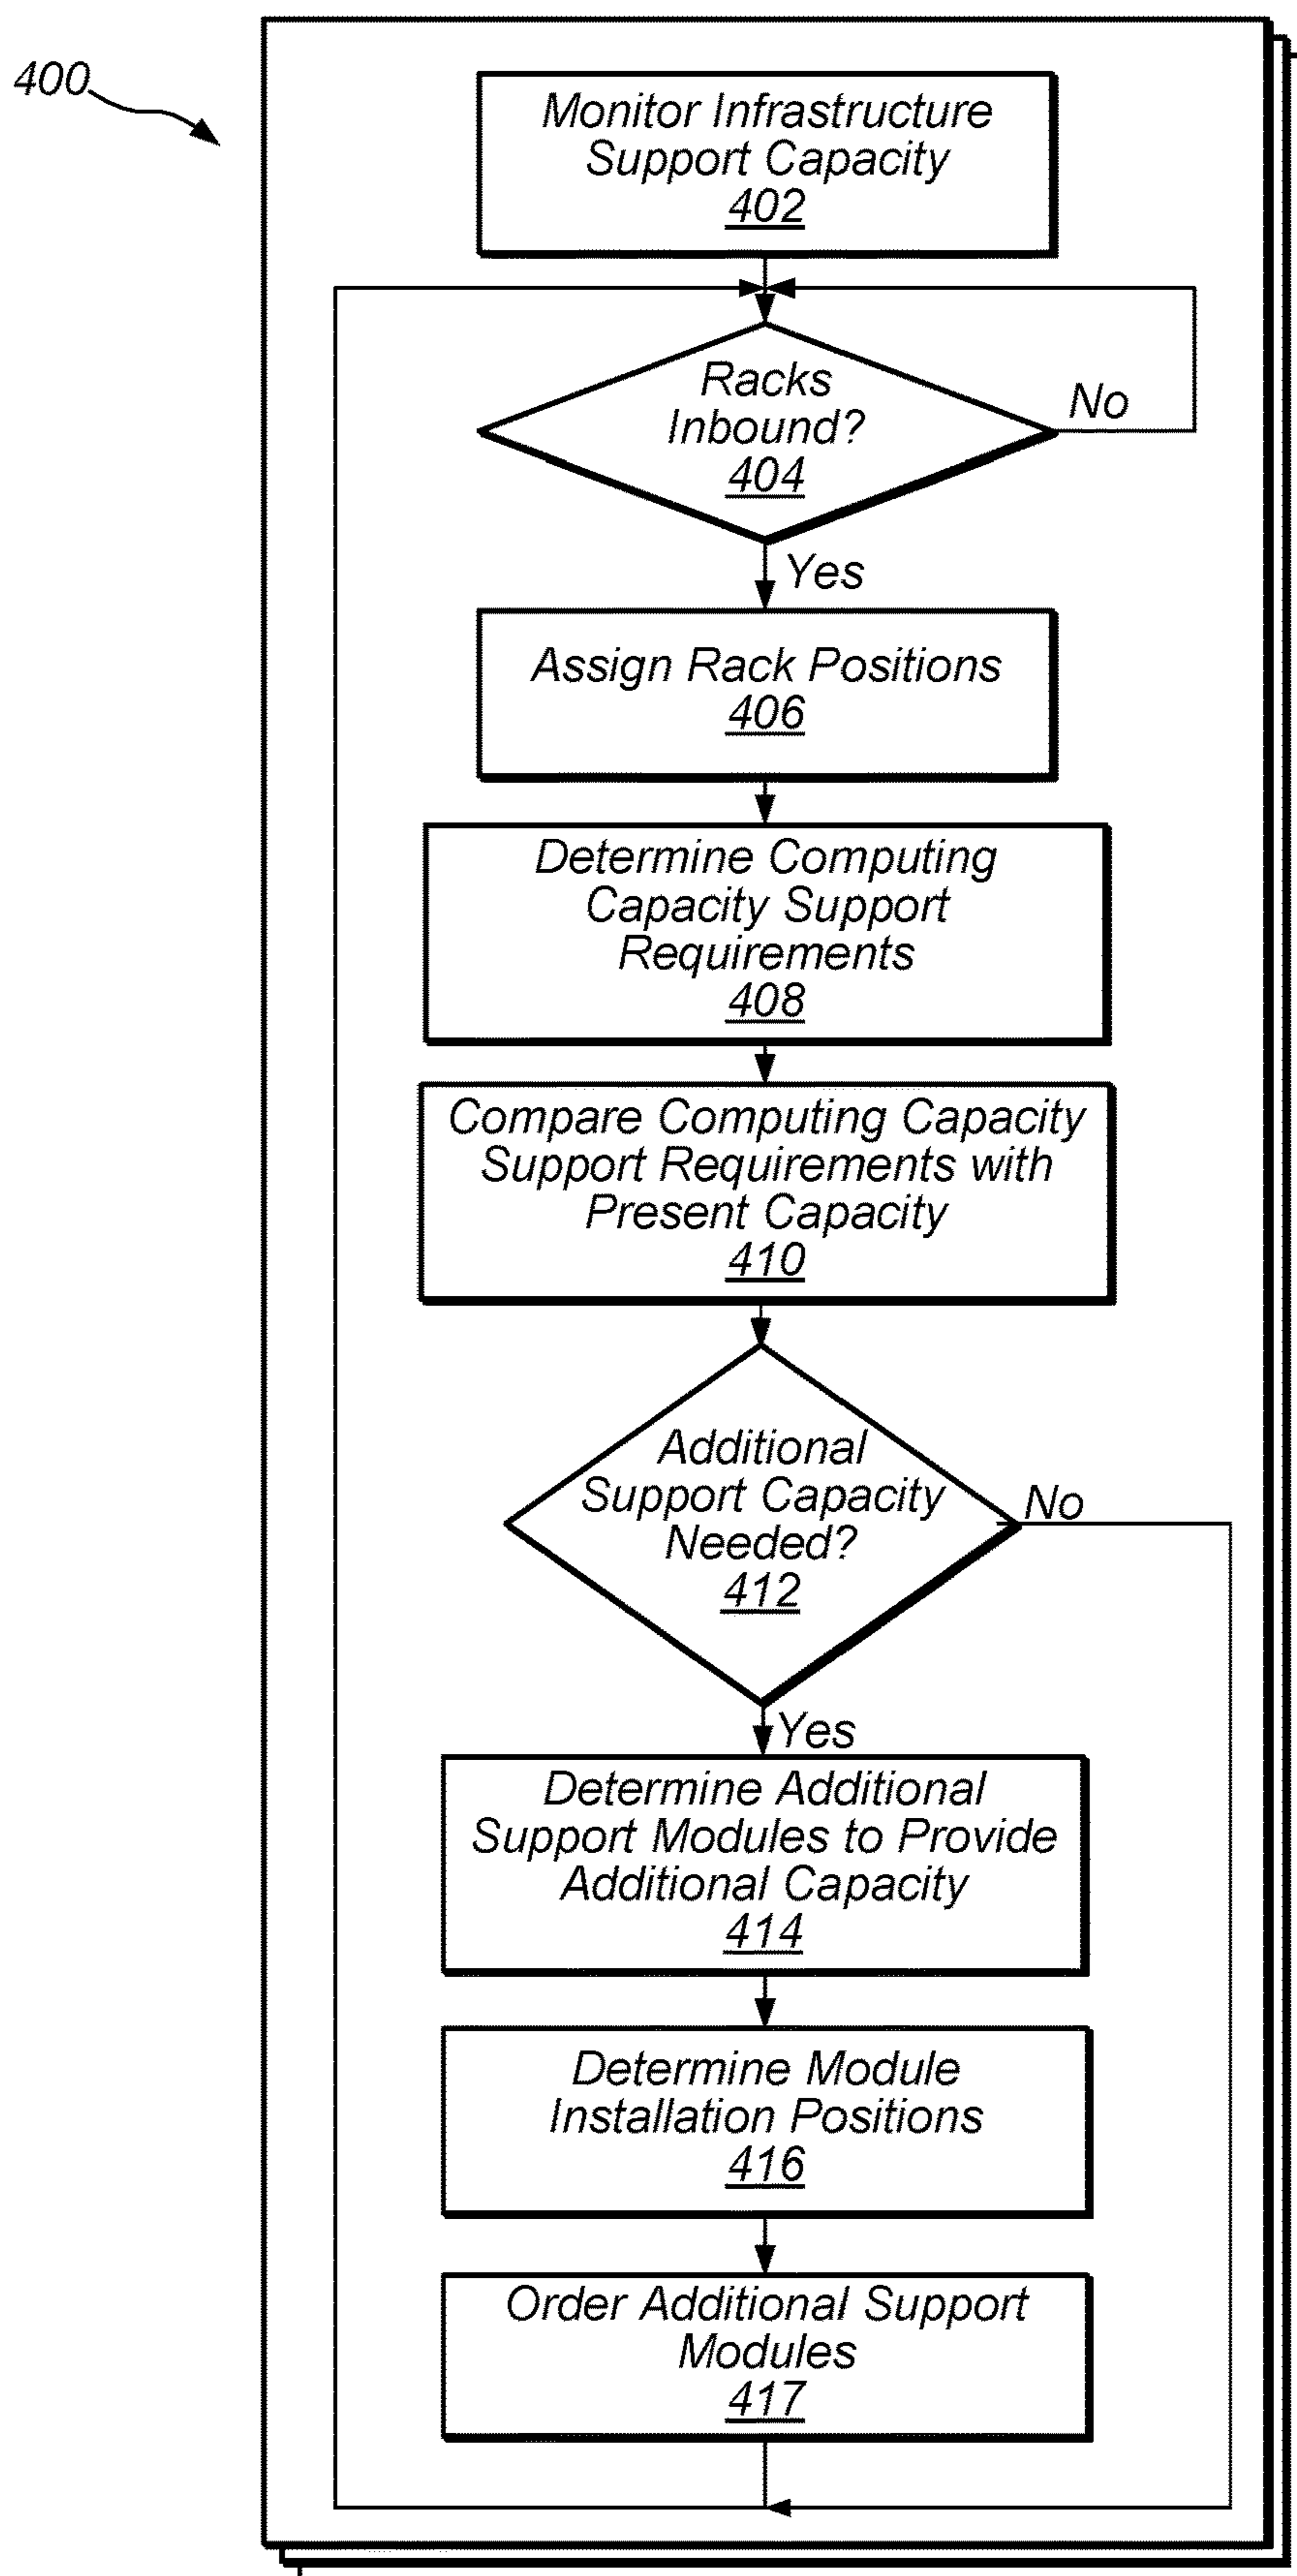 400
Monitor Infrastructure
Support Capacity
402
Racks
Inbound?
404
No
Yes
Assign Rack Positions
406
Determine Computing
Capacity Support
Requirements
408
Compare Computing Capacity
Support Requirements with
Present Capacity
410
Additional
Support Capacity
Needed?
412
No
Yes
Determine Additional
Support Modules to Provide
Additional Capacity
414
Determine Module
Installation Positions
416
Order Additional Support
Modules
417